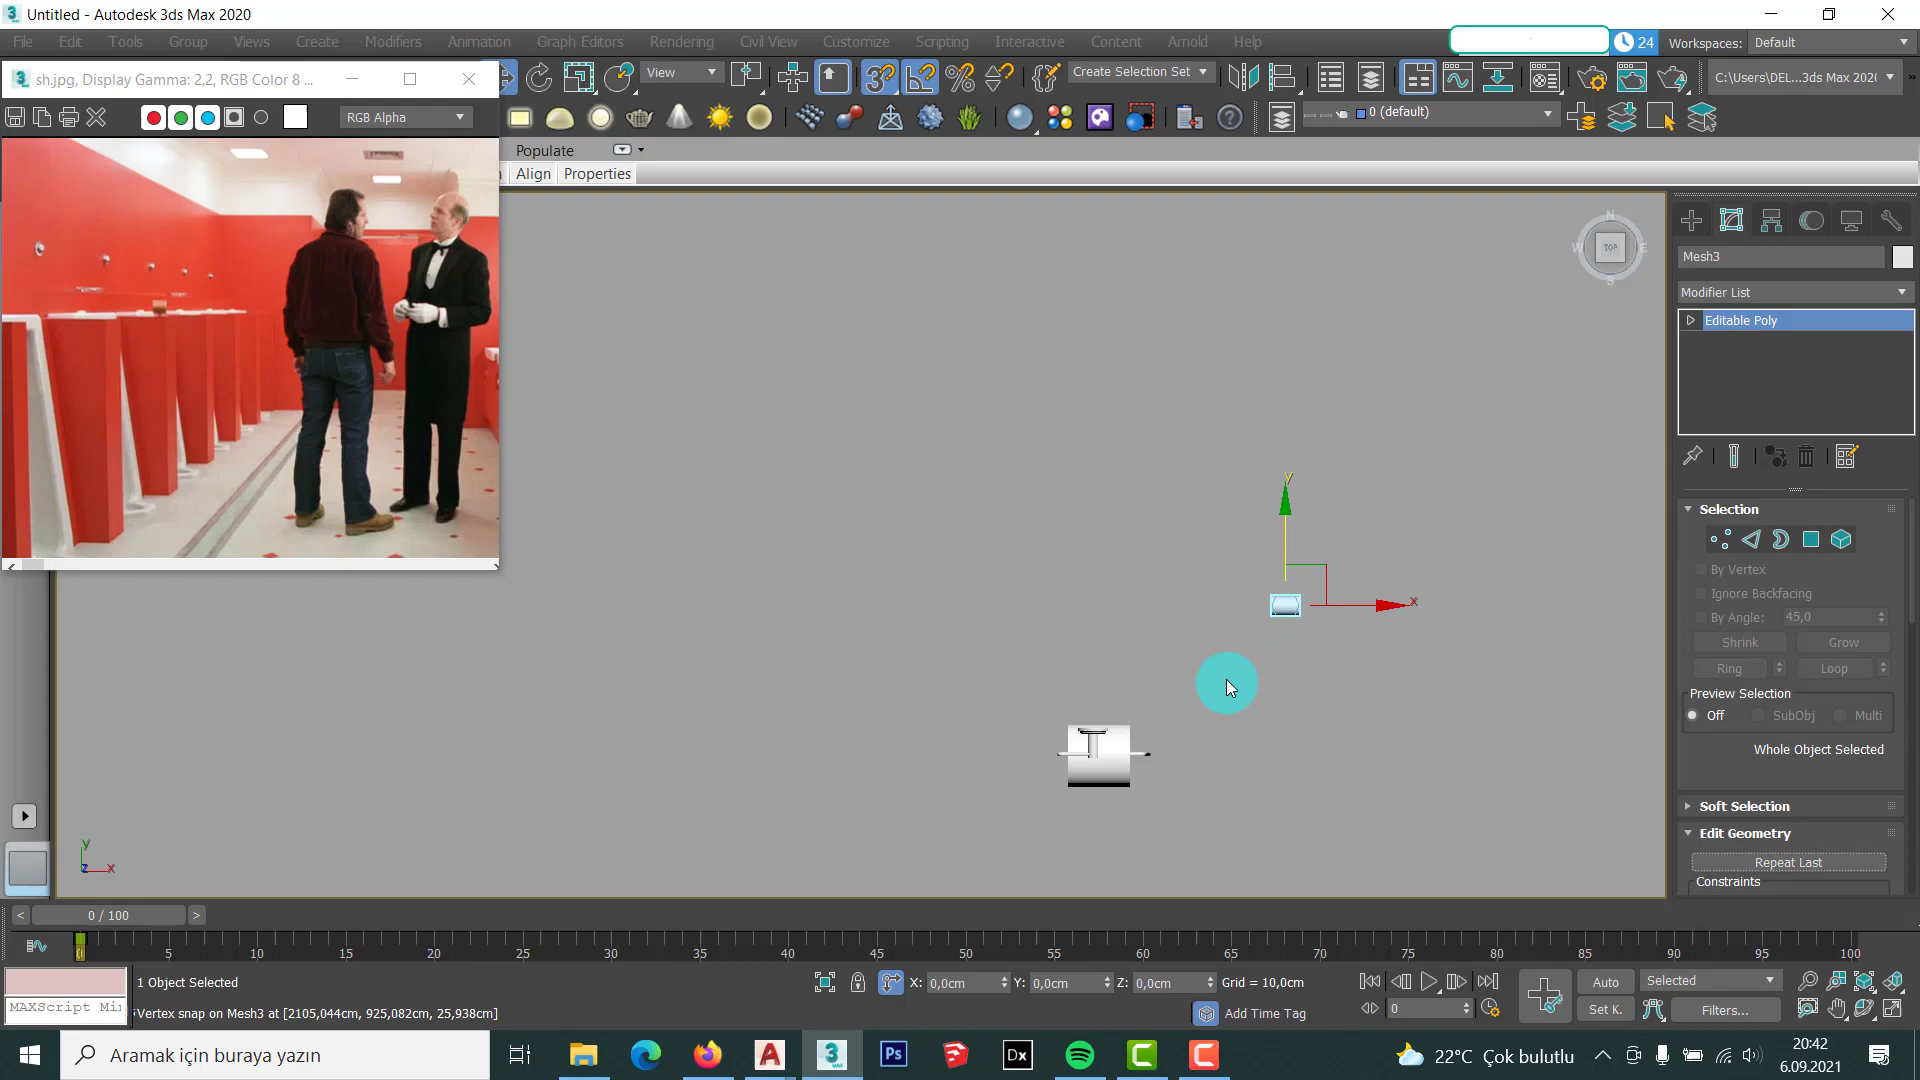 Untitled - Autodesk 3ds Max 2020
File Edit Tools Group Views Create Modifiers Animation Graph Editors Rendering Civil View Customize Scripting Interactive Content Arnold Help
24 Workspaces: Default
sh.jpg, Display Gamma: 2,2, RGB Color 8 ...
View
Create Selection Set
C:\Users\DEL...3ds Max 202
RGB Alpha
0 (default)
Populate
Align Properties
N
W TOP E
S
Mesh3
Modifier List
Editable Poly
y
x
Selection
By Vertex
Ignore Backfacing
By Angle: 45,0
Shrink Grow
Ring Loop
Preview Selection
Off SubObj Multi
Whole Object Selected
Soft Selection
Edit Geometry
Repeat Last
Constraints
y
z x
< 0 / 100 >
0 5 10 15 20 25 30 35 40 45 50 55 60 65 70 75 80 85 90 95 100
1 Object Selected
X: 0,0cm Y: 0,0cm Z: 0,0cm Grid = 10,0cm
Auto Selected
MAXScript Mi
Vertex snap on Mesh3 at [2105,044cm, 925,082cm, 25,938cm]
Add Time Tag
0
Set K. Filters...
Aramak için buraya yazın
Ps
Dx
22°C Çok bulutlu
20:42
6.09.2021